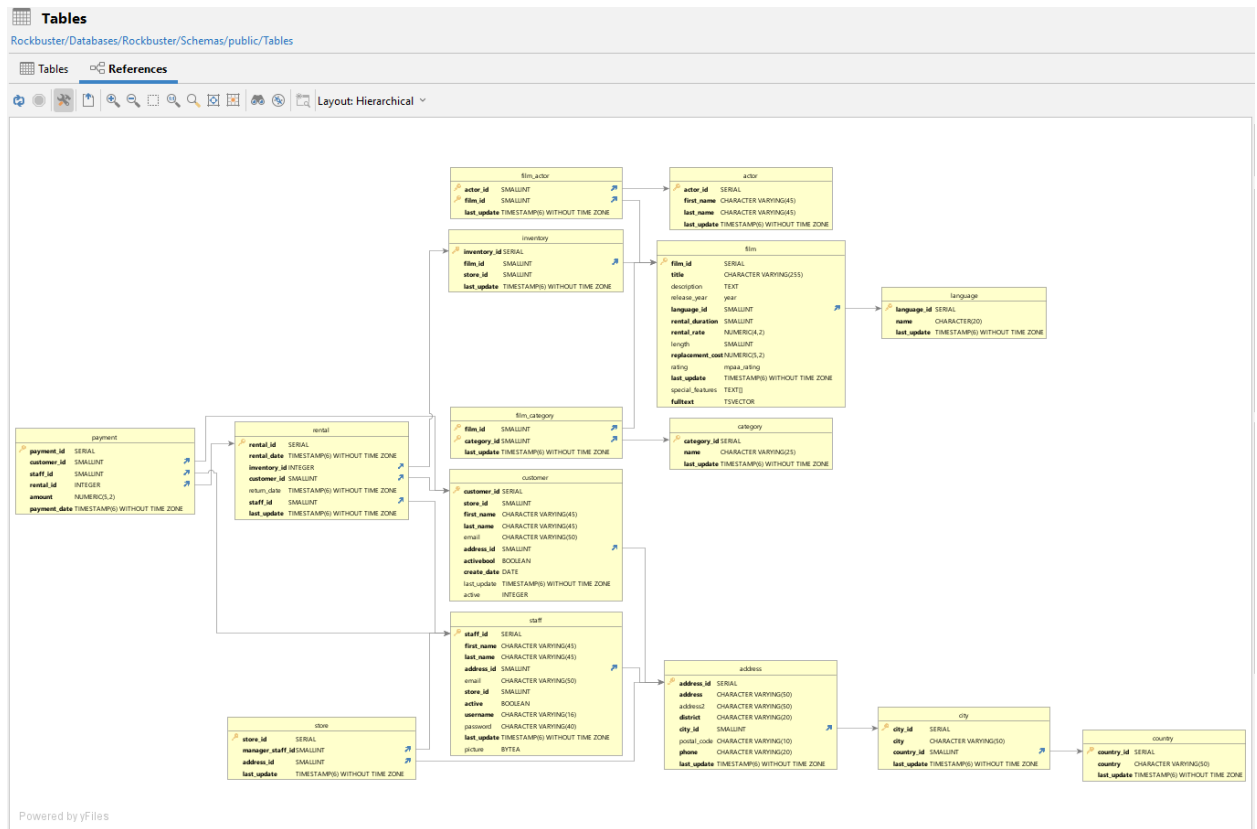 Tables
Rockbuster/Databases/Rockbuster/Schemas/public/Tables
Tables
References
Layout: Hierarchical
film_actor
actor_id SMALLINT
film_id SMALLINT
last_update TIMESTAMP(6) WITHOUT TIME ZONE
actor
actor_id SERIAL
first_name CHARACTER VARYING(45)
last_name CHARACTER VARYING(45)
last_update TIMESTAMP(6) WITHOUT TIME ZONE
inventory
inventory_id SERIAL
film_id SMALLINT
store_id SMALLINT
last_update TIMESTAMP(6) WITHOUT TIME ZONE
film
film_id SERIAL
title CHARACTER VARYING(255)
description TEXT
release_year year
language_id SMALLINT
rental_duration SMALLINT
rental_rate NUMERIC(4,2)
length SMALLINT
replacement_cost NUMERIC(5,2)
rating mpaa_rating
last_update TIMESTAMP(6) WITHOUT TIME ZONE
special_features TEXT[]
fulltext TSVECTOR
language
language_id SERIAL
name CHARACTER(20)
last_update TIMESTAMP(6) WITHOUT TIME ZONE
film_category
film_id SMALLINT
category_id SMALLINT
last_update TIMESTAMP(6) WITHOUT TIME ZONE
category
category_id SERIAL
name CHARACTER VARYING(25)
last_update TIMESTAMP(6) WITHOUT TIME ZONE
payment
payment_id SERIAL
customer_id SMALLINT
staff_id SMALLINT
rental_id INTEGER
amount NUMERIC(5,2)
payment_date TIMESTAMP(6) WITHOUT TIME ZONE
rental
rental_id SERIAL
rental_date TIMESTAMP(6) WITHOUT TIME ZONE
inventory_id INTEGER
customer_id SMALLINT
return_date TIMESTAMP(6) WITHOUT TIME ZONE
staff_id SMALLINT
last_update TIMESTAMP(6) WITHOUT TIME ZONE
customer
customer_id SERIAL
store_id SMALLINT
first_name CHARACTER VARYING(45)
last_name CHARACTER VARYING(45)
email CHARACTER VARYING(50)
address_id SMALLINT
activebool BOOLEAN
create_date DATE
last_update TIMESTAMP(6) WITHOUT TIME ZONE
active INTEGER
staff
staff_id SERIAL
first_name CHARACTER VARYING(45)
last_name CHARACTER VARYING(45)
address_id SMALLINT
email CHARACTER VARYING(50)
store_id SMALLINT
active BOOLEAN
username CHARACTER VARYING(16)
password CHARACTER VARYING(40)
last_update TIMESTAMP(6) WITHOUT TIME ZONE
picture BYTEA
store
store_id SERIAL
manager_staff_id SMALLINT
address_id SMALLINT
last_update TIMESTAMP(6) WITHOUT TIME ZONE
address
address_id SERIAL
address CHARACTER VARYING(50)
address2 CHARACTER VARYING(50)
district CHARACTER VARYING(20)
city_id SMALLINT
postal_code CHARACTER VARYING(10)
phone CHARACTER VARYING(20)
last_update TIMESTAMP(6) WITHOUT TIME ZONE
city
city_id SERIAL
city CHARACTER VARYING(50)
country_id SMALLINT
last_update TIMESTAMP(6) WITHOUT TIME ZONE
country
country_id SERIAL
country CHARACTER VARYING(50)
last_update TIMESTAMP(6) WITHOUT TIME ZONE
Powered by yFiles